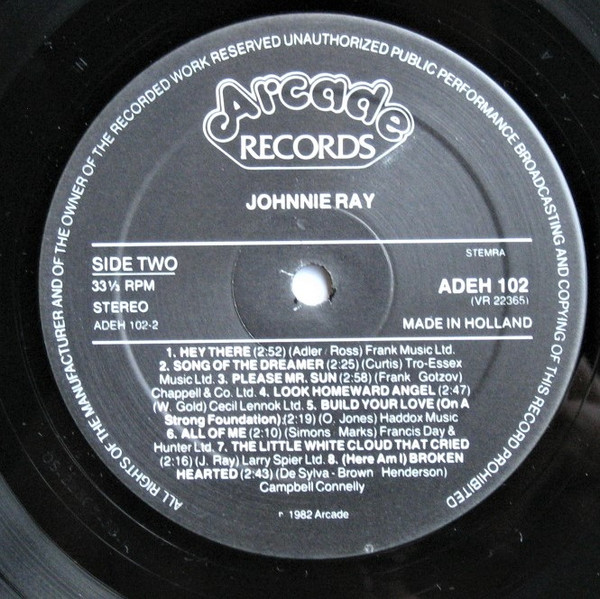 ALL RIGHTS OF THE MANUFACTURER AND OF THE OWNER OF THE RECORDED WORK RESERVED UNAUTHORIZED PUBLIC PERFORMANCE BROADCASTING AND COPYING OF THIS RECORD PROHIBITED
Arcade
RECORDS
JOHNNIE RAY
STEMRA
SIDE TWO
33⅓ RPM
STEREO
ADEH 102-2
ADEH 102
(VR 22365)
MADE IN HOLLAND
1. HEY THERE (2:52) (Adler / Ross) Frank Music Ltd.
2. SONG OF THE DREAMER (2:25) (Curtis) Tro-Essex
Music Ltd. 3. PLEASE MR. SUN (2:58) (Frank Gotzov)
Chappell & Co. Ltd. 4. LOOK HOMEWARD ANGEL (2:47)
(W. Gold) Cecil Lennok Ltd. 5. BUILD YOUR LOVE (On A
Strong Foundation) (2:19) (O. Jones) Haddox Music
6. ALL OF ME (2:10) (Simons / Marks) Francis Day &
Hunter Ltd. 7. THE LITTLE WHITE CLOUD THAT CRIED
(2:16) (J. Ray) Larry Spier Ltd. 8. (Here Am I) BROKEN
HEARTED (2:43) (De Sylva - Brown Henderson)
Campbell Connelly
1982 Arcade